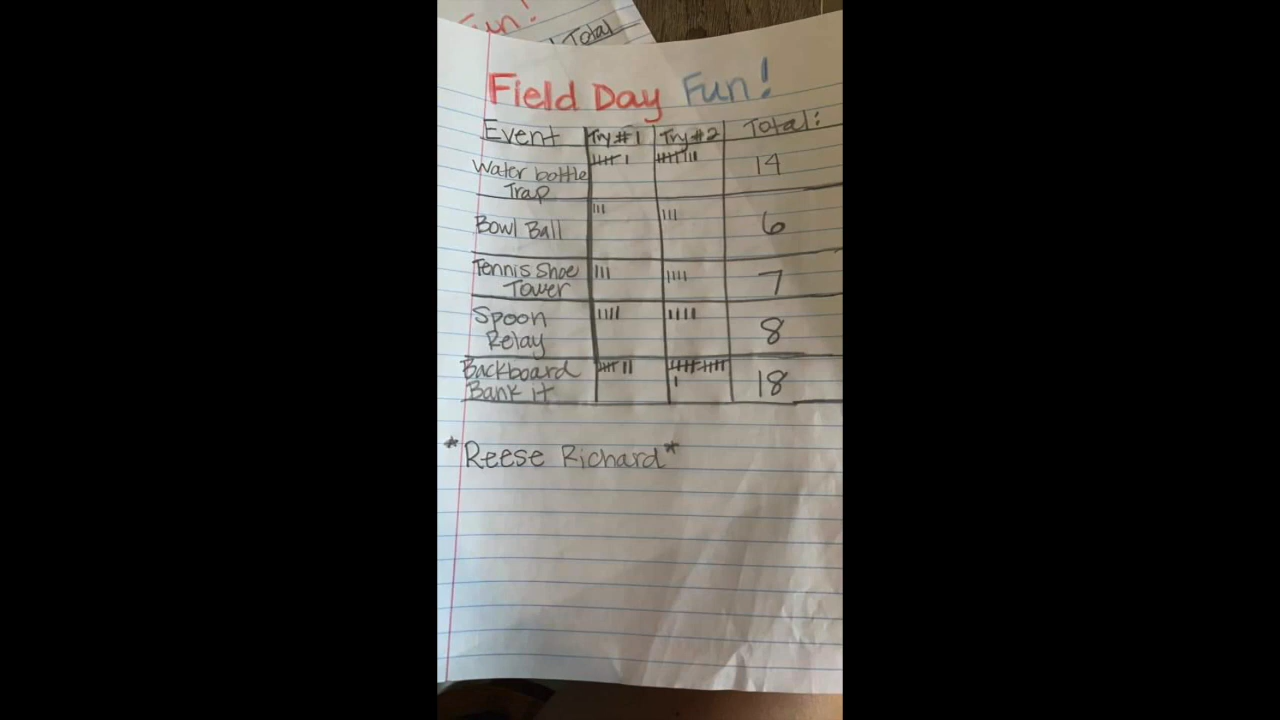 Fun!
Total
Field Day Fun!
Event Try #1 Try #2 Total:
Water bottle 14
Trap
Bowl Ball 6
Tennis Shoe 7
Tower
Spoon 8
Relay
Backboard 18
Bank it
*Reese Richard*